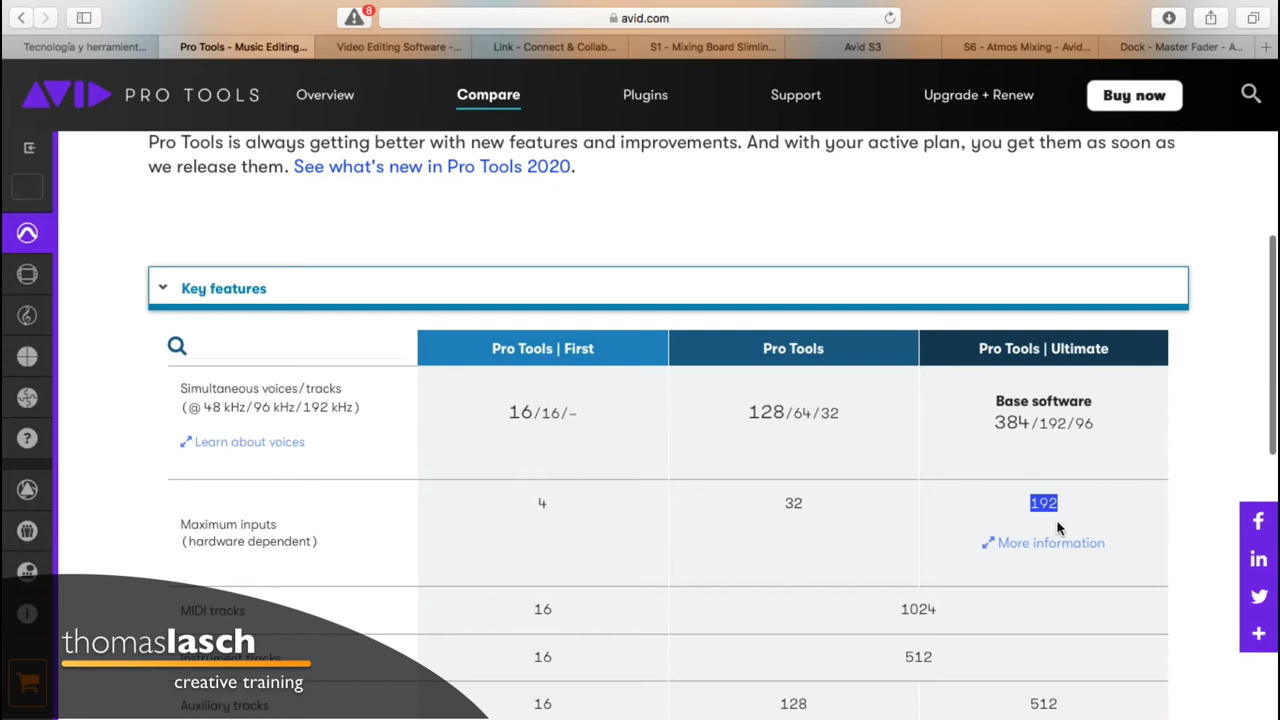 8
avid.com
Tecnología y herramient...
Pro Tools - Music Editing...
Video Editing Software -...
Link - Connect & Collab...
S1 - Mixing Board Slimlin...
Avid S3
S6 - Atmos Mixing - Avid...
Dock - Master Fader - A...
AVID PRO TOOLS
Overview
Compare
Plugins
Support
Upgrade + Renew
Buy now
Pro Tools is always getting better with new features and improvements. And with your active plan, you get them as soon as
we release them. See what's new in Pro Tools 2020.
Key features
Pro Tools | First
Pro Tools
Pro Tools | Ultimate
Simultaneous voices/tracks
(@ 48 kHz/96 kHz/192 kHz)
Learn about voices
16/16/–
128/64/32
Base software
384/192/96
Maximum inputs
(hardware dependent)
4
32
192
More information
MIDI tracks
16
1024
Instrument tracks
16
512
Auxiliary tracks
16
128
512
thomaslasch
creative training